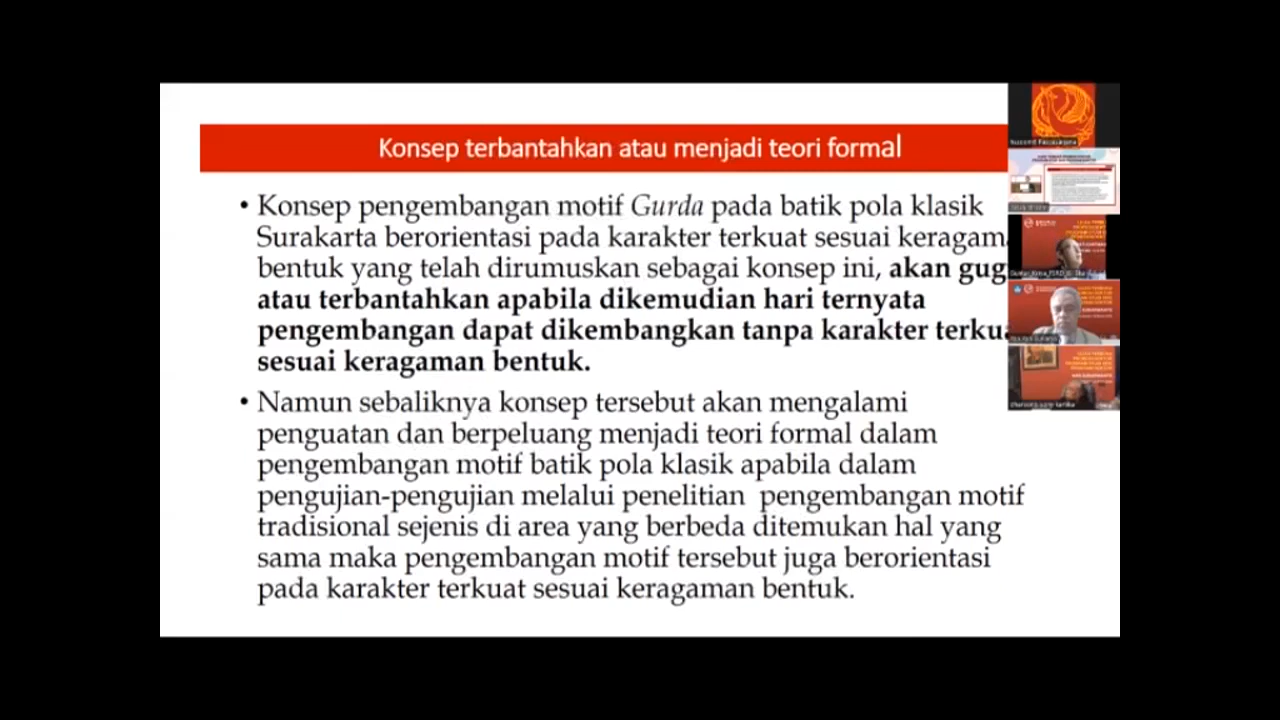 Konsep terbantahkan atau menjadi teori formal
• Konsep pengembangan motif Gurda pada batik pola klasik
Surakarta berorientasi pada karakter terkuat sesuai keragam
bentuk yang telah dirumuskan sebagai konsep ini, akan gug
atau terbantahkan apabila dikemudian hari ternyata
pengembangan dapat dikembangkan tanpa karakter terku
sesuai keragaman bentuk.
• Namun sebaliknya konsep tersebut akan mengalami
penguatan dan berpeluang menjadi teori formal dalam
pengembangan motif batik pola klasik apabila dalam
pengujian-pengujian melalui penelitian pengembangan motif
tradisional sejenis di area yang berbeda ditemukan hal yang
sama maka pengembangan motif tersebut juga berorientasi
pada karakter terkuat sesuai keragaman bentuk.